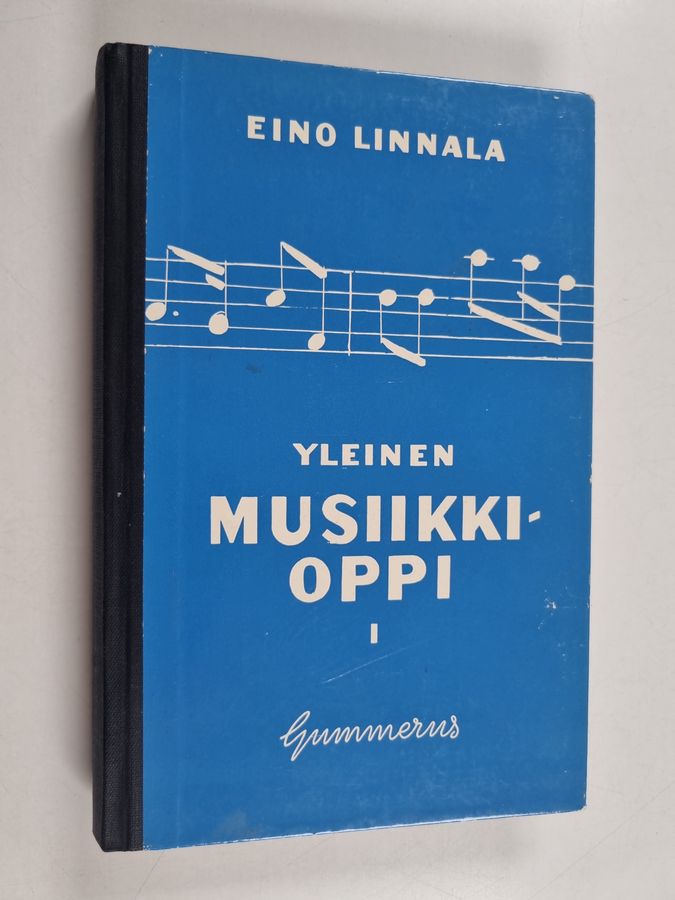 EINO LINNALA
YLEINEN
MUSIIKKI-
OPPI
I
Gummerus